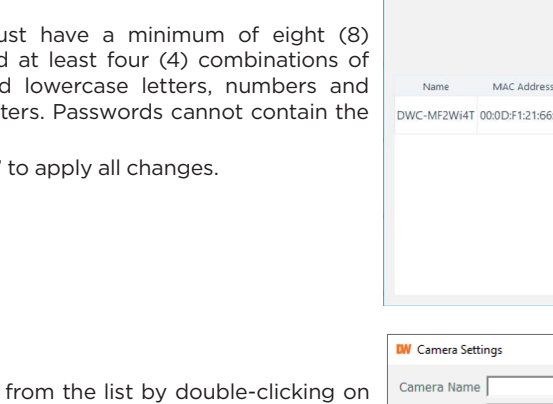 ust have a minimum of eight (8)
d at least four (4) combinations of
d lowercase letters, numbers and
ters. Passwords cannot contain the
to apply all changes.
from the list by double-clicking on
Name MAC Address
DWC-MF2Wi4T 00:0D:F1:21:66
DW Camera Settings
Camera Name